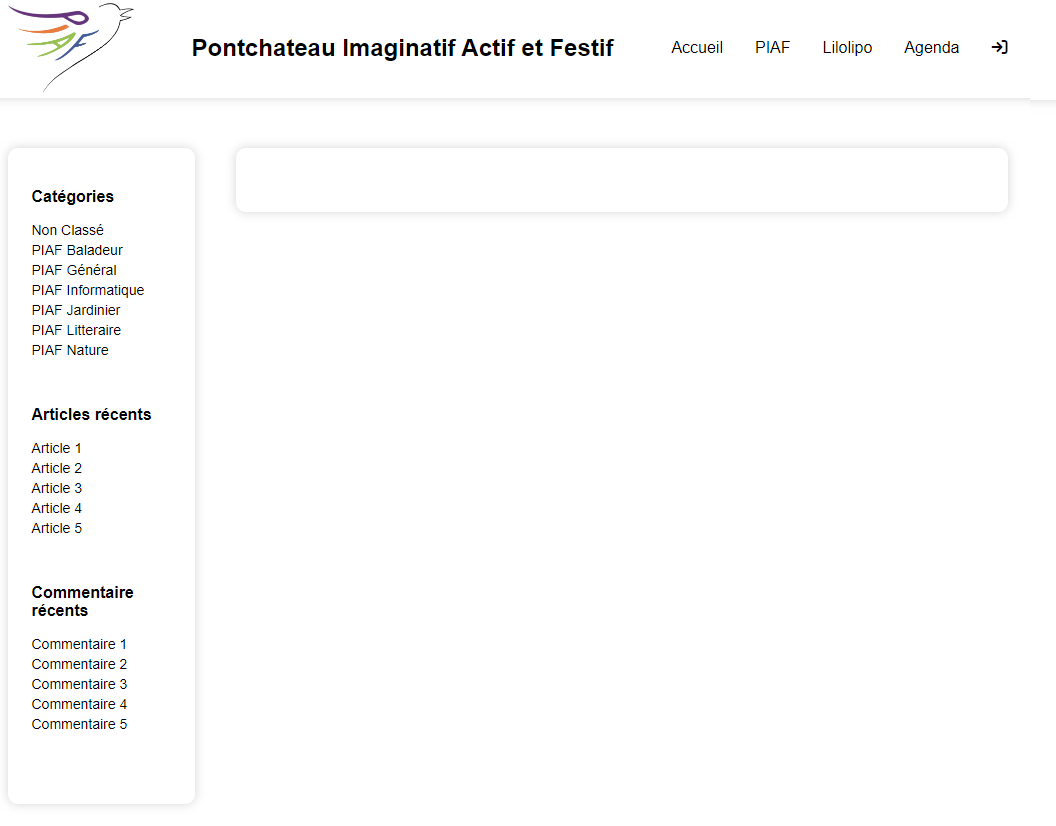 Pontchateau Imaginatif Actif et Festif
Accueil
PIAF
Lilolipo
Agenda
Catégories
Non Classé
PIAF Baladeur
PIAF Général
PIAF Informatique
PIAF Jardinier
PIAF Litteraire
PIAF Nature
Articles récents
Article 1
Article 2
Article 3
Article 4
Article 5
Commentaire
récents
Commentaire 1
Commentaire 2
Commentaire 3
Commentaire 4
Commentaire 5